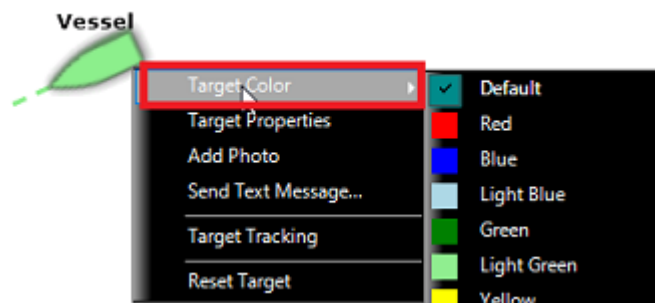 Vessel
Target Color
Target Properties
Add Photo
Send Text Message...
Target Tracking
Reset Target
Default
Red
Blue
Light Blue
Green
Light Green
Yellow